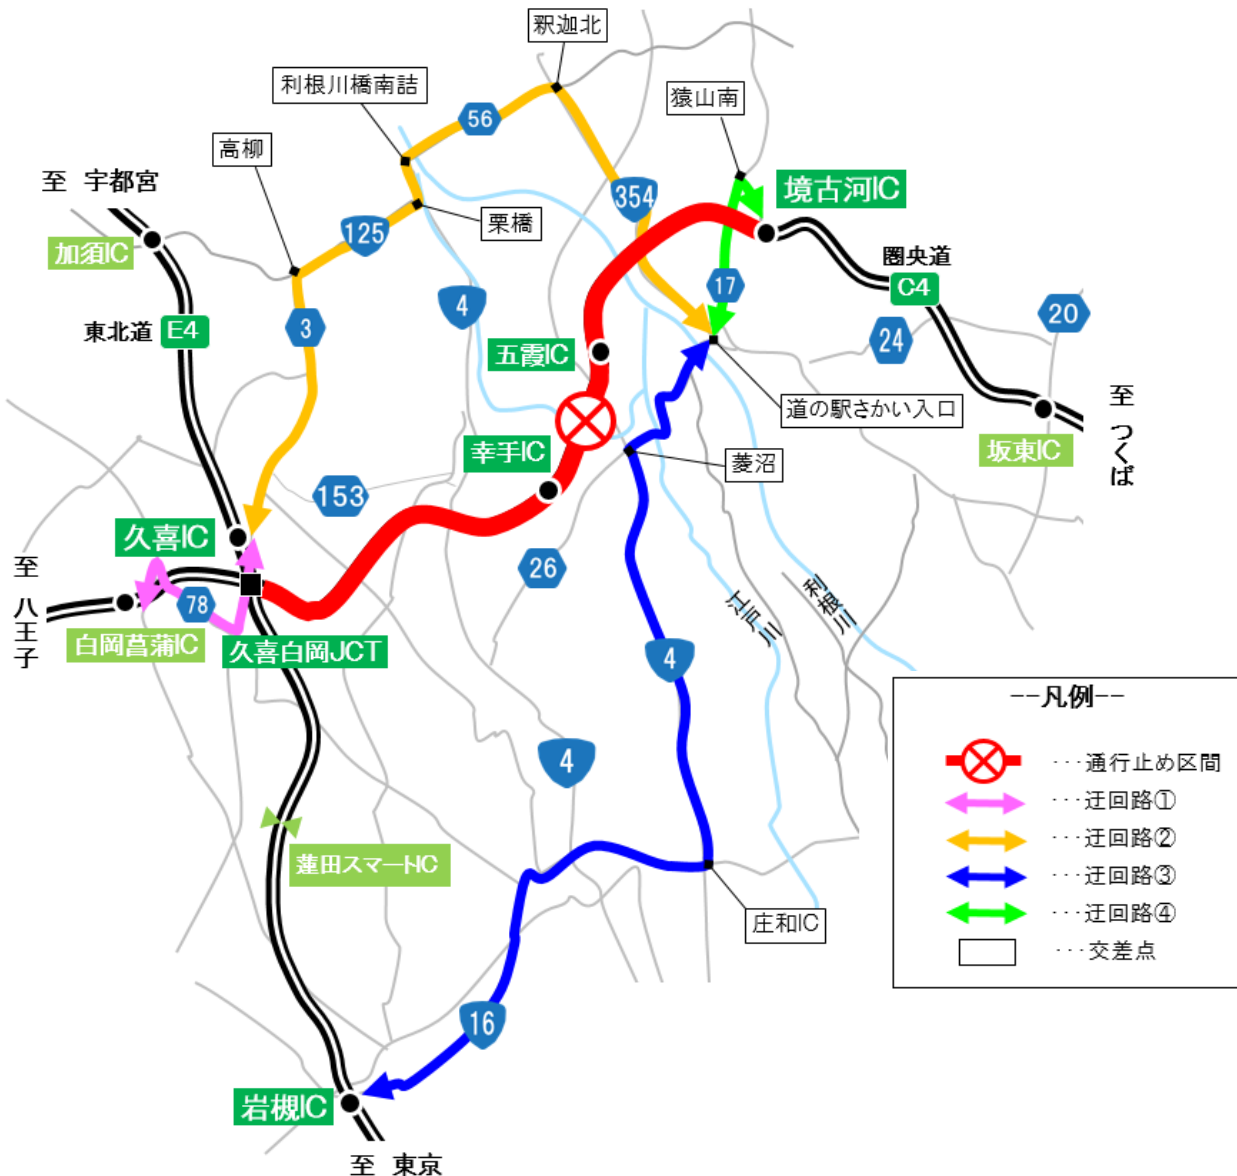 釈迦北
利根川橋南詰
56
猿山南
高柳
至 宇都宮
354
境古河IC
125
栗橋
加須IC
圏央道
C4
17
4
3
20
東北道 E4
24
五霞IC
道の駅さかい入口
至 つくば
幸手IC
菱沼
坂東IC
153
久喜IC
26
至 八王子
78
江戸川
利根川
白岡菖蒲IC
久喜白岡JCT
4
--凡例--
4
･･･通行止め区間
･･･迂回路①
･･･迂回路②
蓮田スマートIC
･･･迂回路③
･･･迂回路④
庄和IC
･･･交差点
16
岩槻IC
至 東京